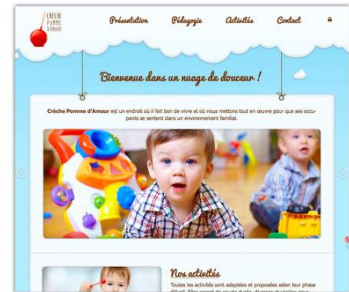 CRÈCHE
POMME
D'AMOUR
Présentation Pédagogie Activités Contact
Bienvenue dans un nuage de douceur !
Crèche Pomme d'Amour est un endroit où il fait bon de vivre et où nous mettons tout en œuvre pour que ses occu-
pants se sentent dans un environnement familial.
Nos activités
Toutes les activités sont adaptées et proposées selon leur phase